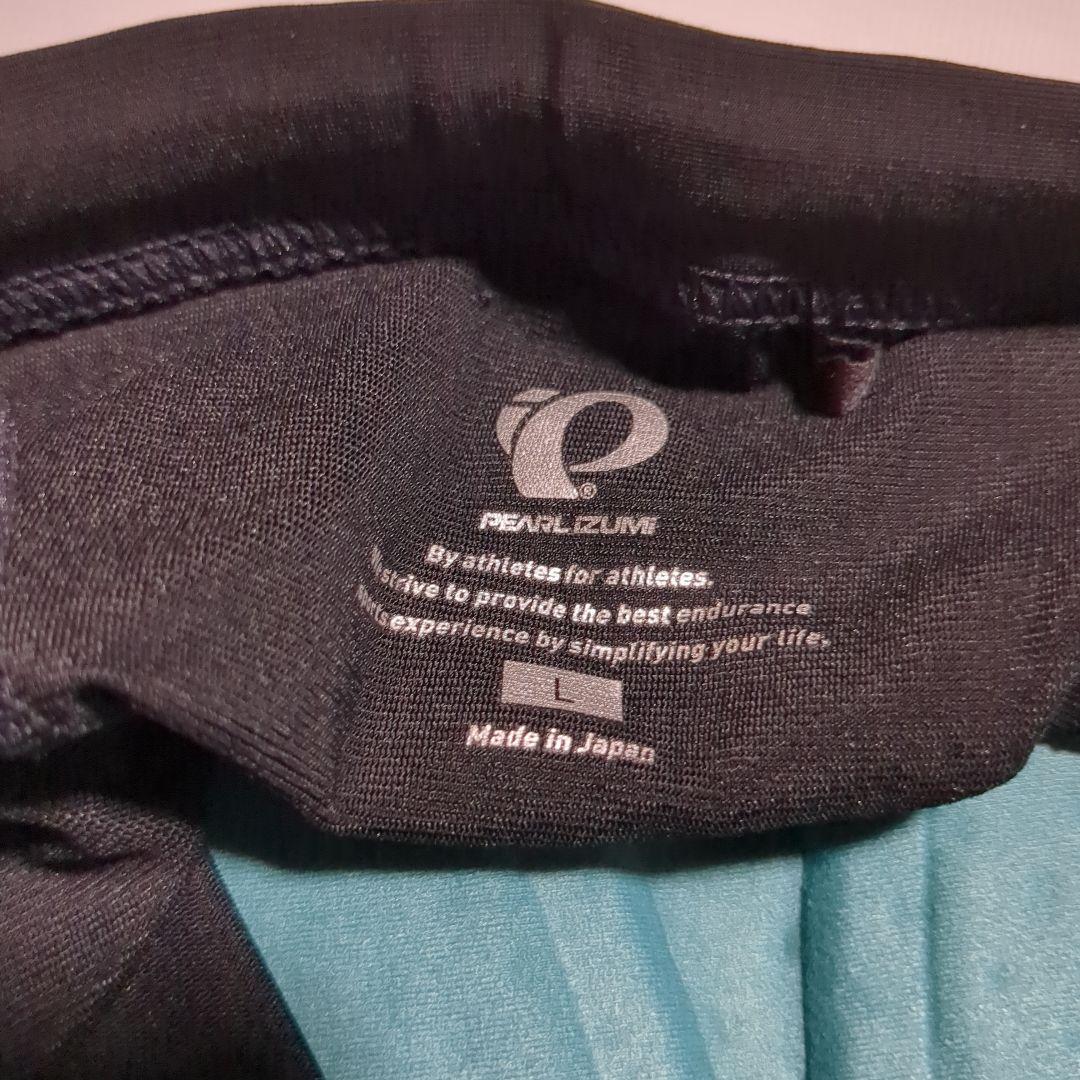 PEARL iZUMi
By athletes for athletes.
strive to provide the best endurance
experience by simplifying your life.
L
Made in Japan